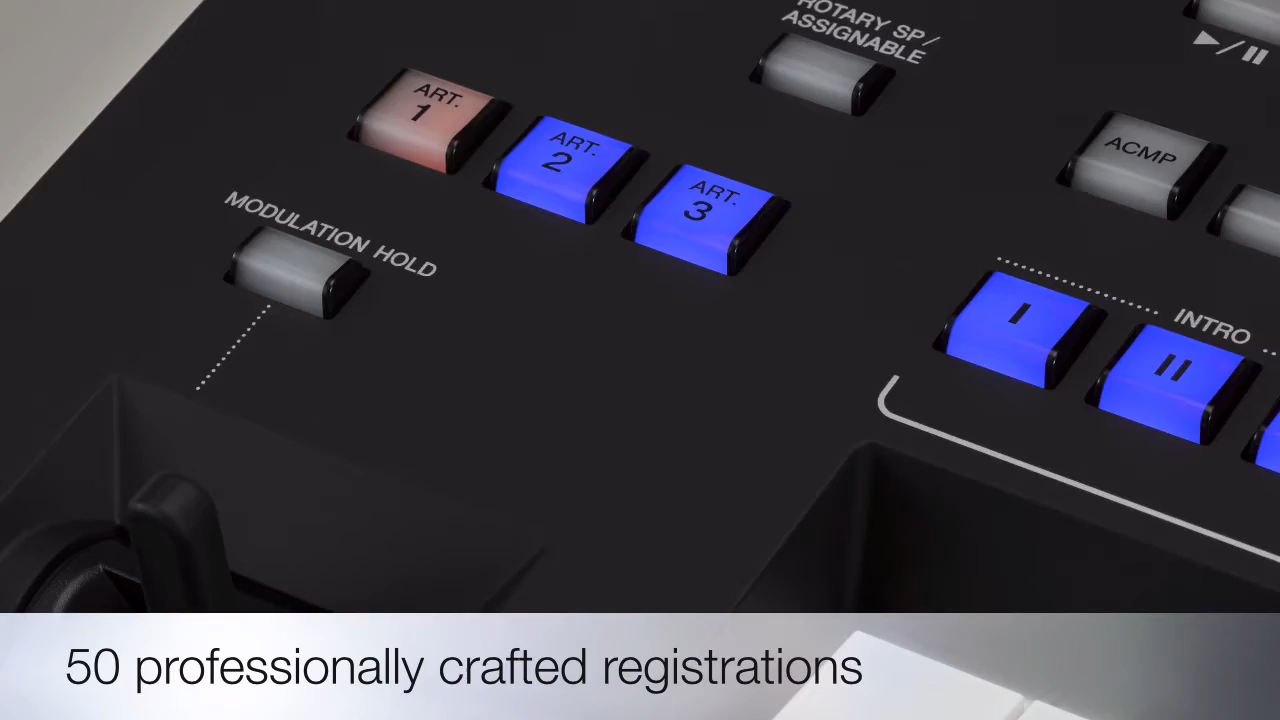 ROTARY SP/
ASSIGNABLE
ART.
1
ART.
2
ART.
3
ACMP
MODULATION HOLD
I
II
INTRO
50 professionally crafted registrations